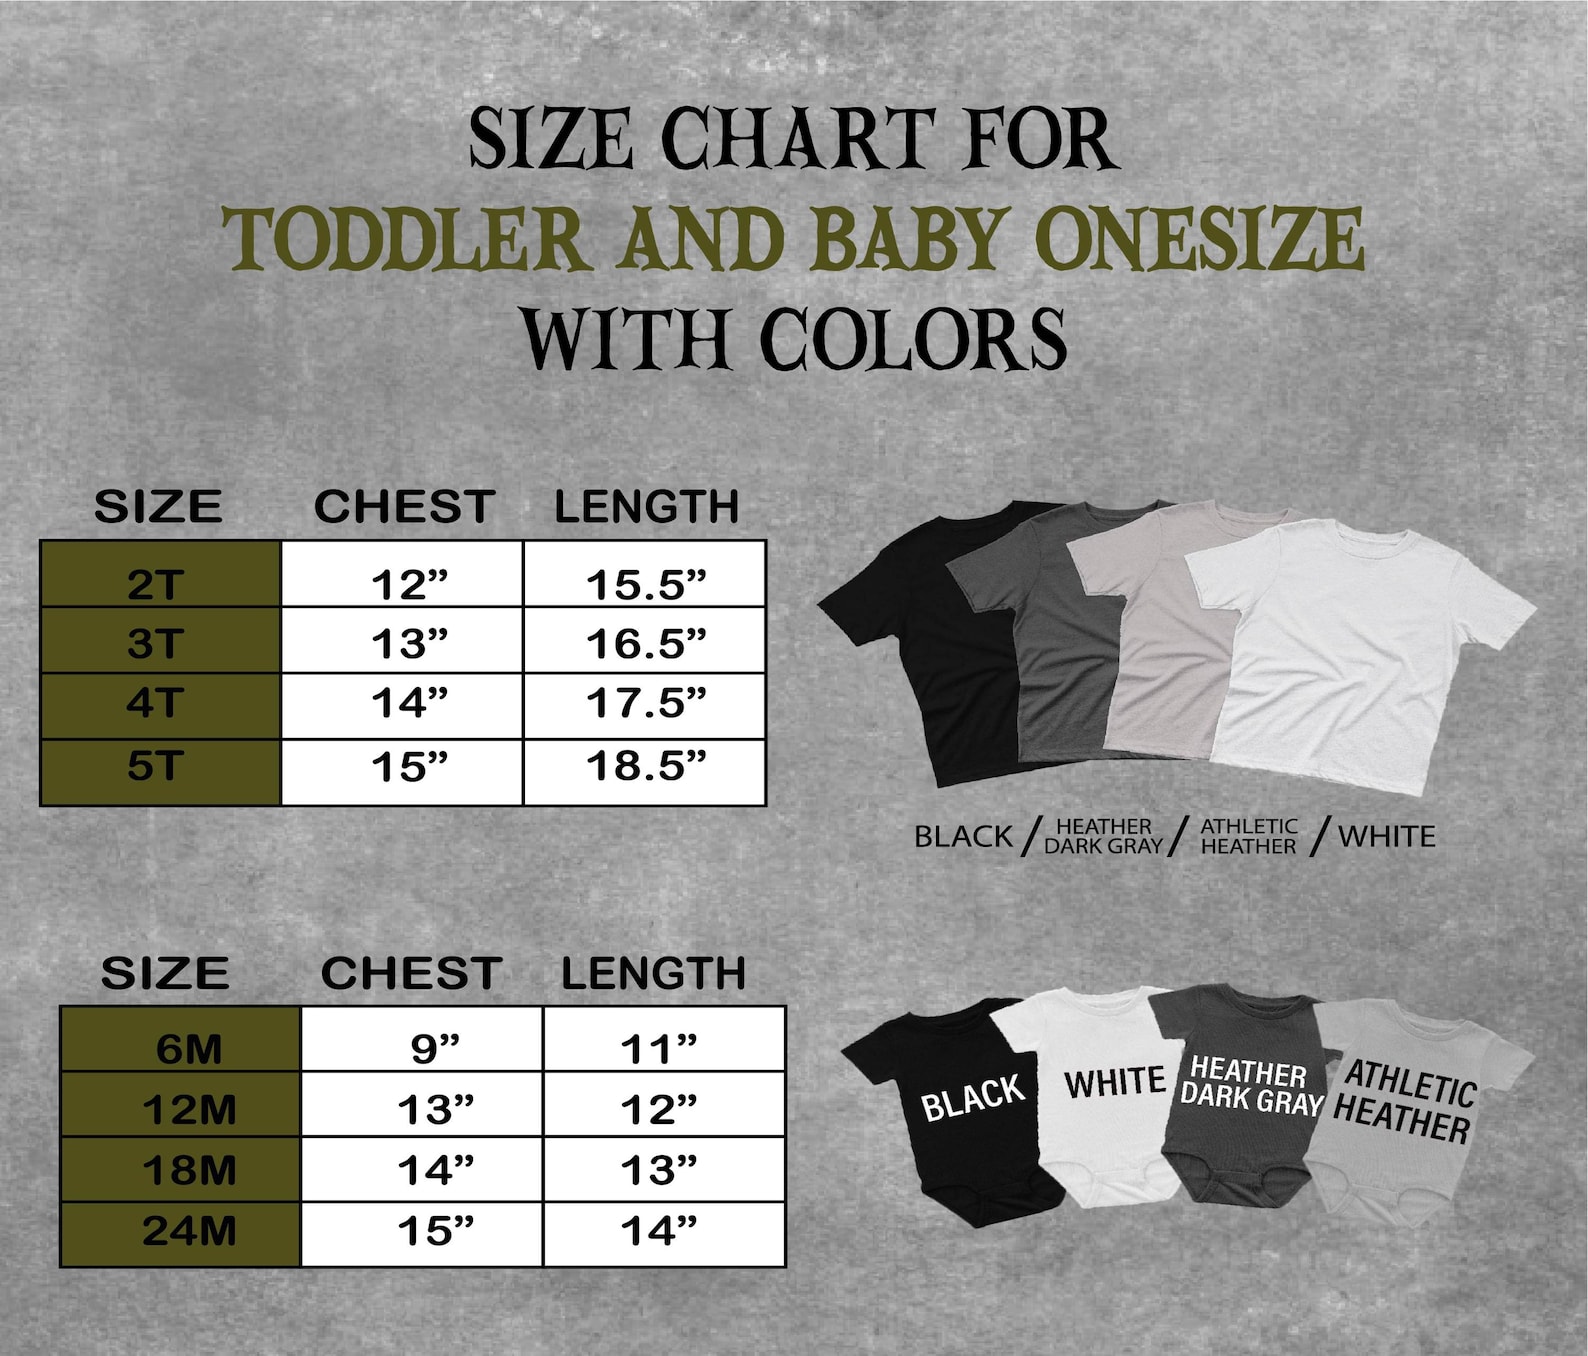 SIZE CHART FOR
TODDLER AND BABY ONESIZE
WITH COLORS
SIZE CHEST LENGTH
2T 12” 15.5”
3T 13” 16.5”
4T 14” 17.5”
5T 15” 18.5”
BLACK / HEATHER DARK GRAY / ATHLETIC HEATHER / WHITE
SIZE CHEST LENGTH
6M 9” 11”
12M 13” 12”
18M 14” 13”
24M 15” 14”
BLACK
WHITE
HEATHER
DARK GRAY
ATHLETIC
HEATHER